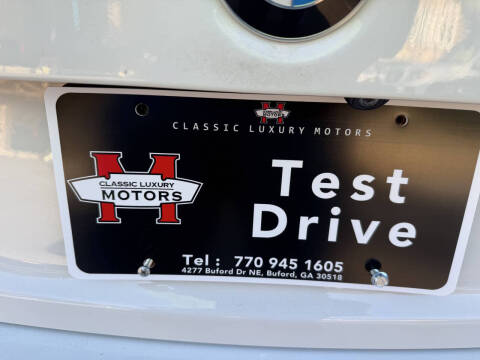 CLASSIC LUXURY MOTORS
CLASSIC LUXURY
MOTORS
Test
Drive
Tel : 770 945 1605
4277 Buford Dr NE, Buford, GA 30518